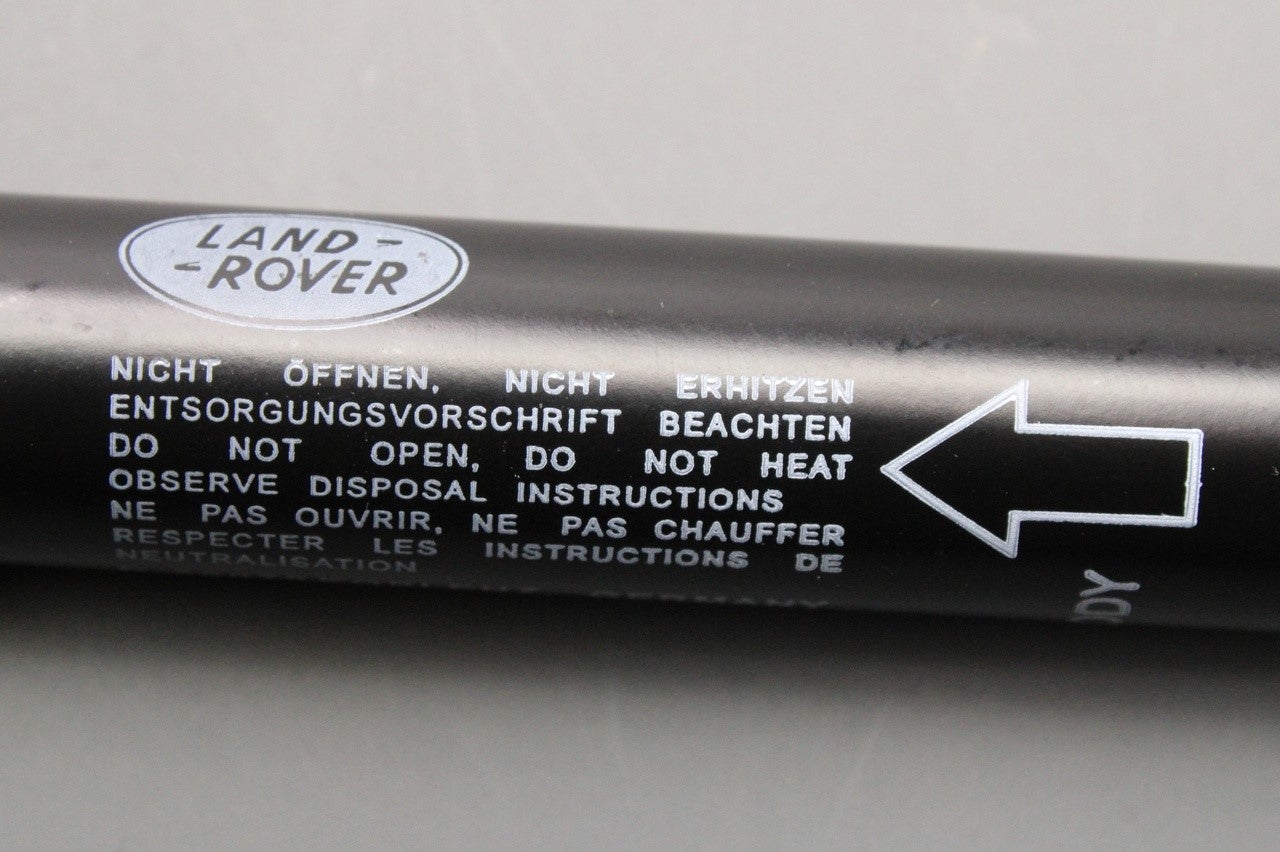 LAND -
- ROVER
NICHT ÖFFNEN, NICHT ERHITZEN
ENTSORGUNGSVORSCHRIFT BEACHTEN
DO NOT OPEN, DO NOT HEAT
OBSERVE DISPOSAL INSTRUCTIONS
NE PAS OUVRIR, NE PAS CHAUFFER
RESPECTER LES INSTRUCTIONS DE
NEUTRALISATION
GERMANY